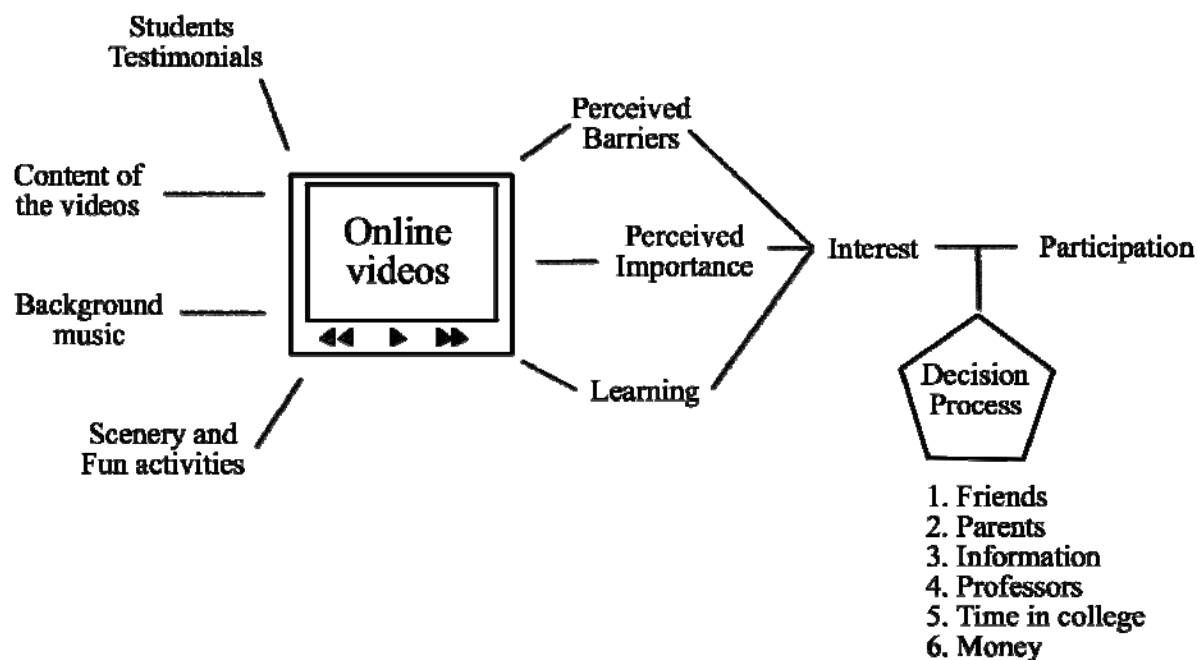 Students
Testimonials
Content of
the videos
Background
music
Scenery and
Fun activities
Online
videos
Perceived
Barriers
Perceived
Importance
Learning
Interest
Participation
Decision
Process
1. Friends
2. Parents
3. Information
4. Professors
5. Time in college
6. Money